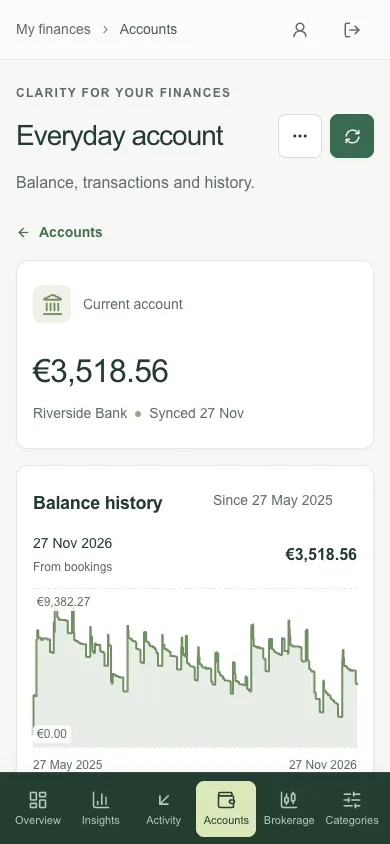 My finances > Accounts
CLARITY FOR YOUR FINANCES
Everyday account
Balance, transactions and history.
← Accounts
Current account
€3,518.56
Riverside Bank • Synced 27 Nov
Balance history Since 27 May 2025
27 Nov 2026
From bookings €3,518.56
€9,382.27
€0.00
27 May 2025 27 Nov 2026
Overview Insights Activity Accounts Brokerage Categories